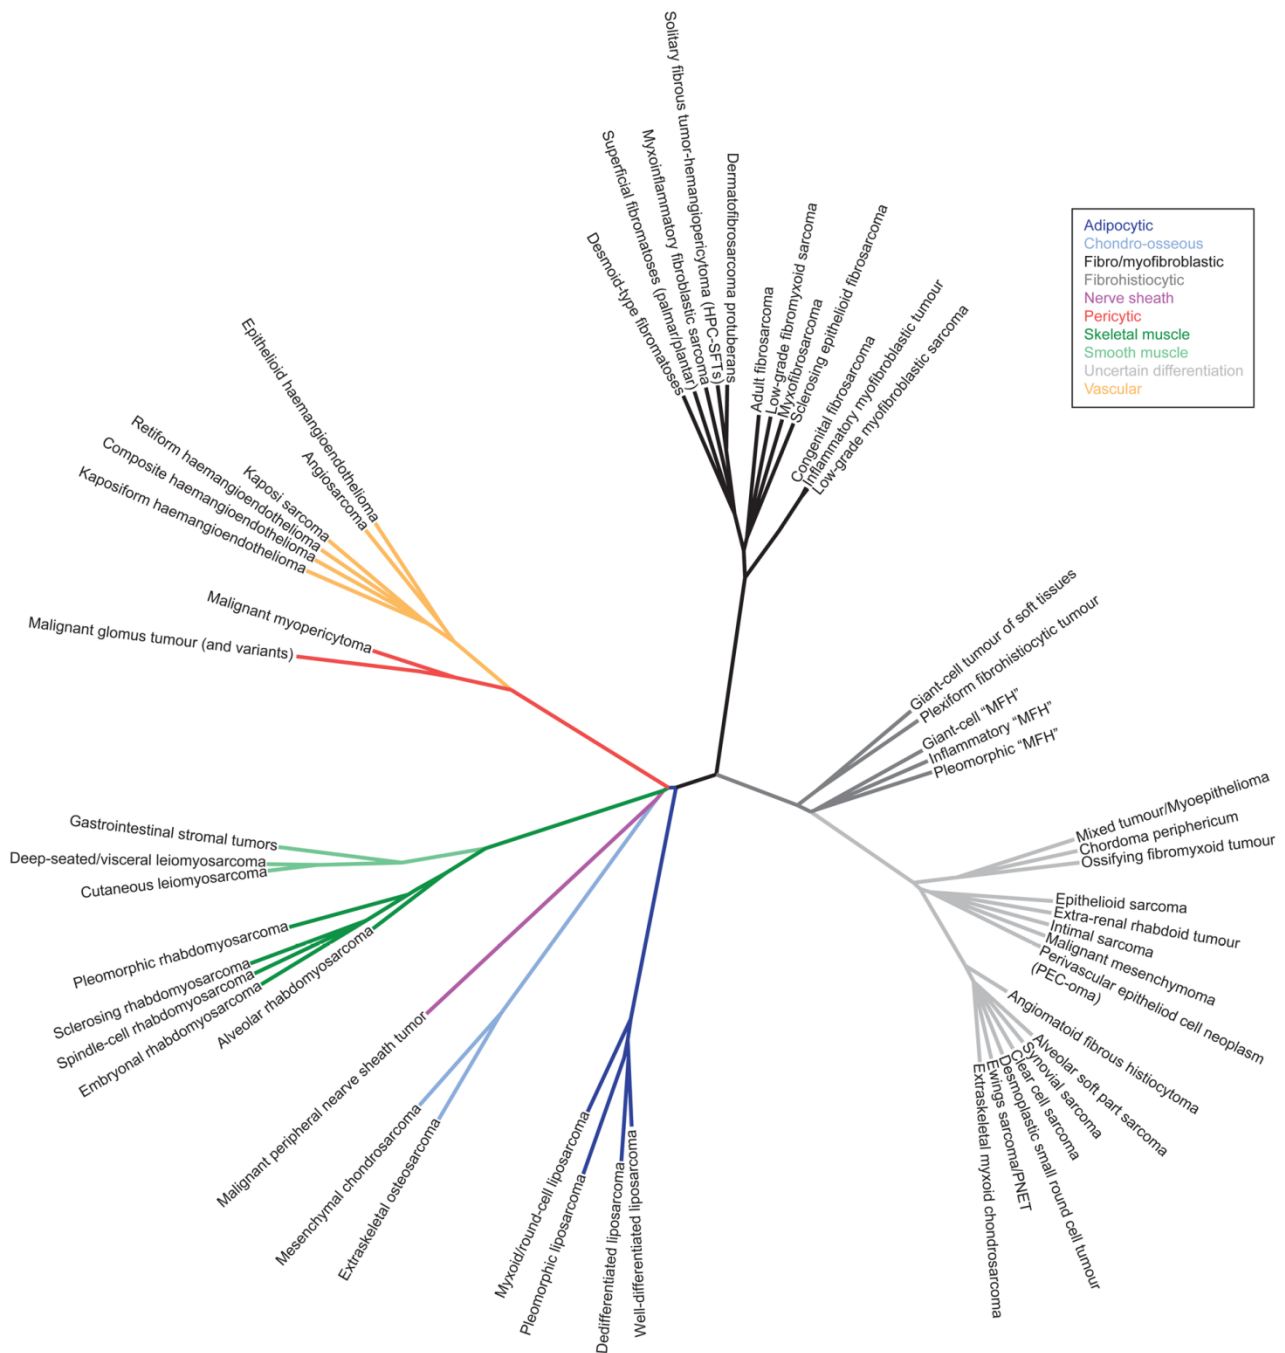 Solitary fibrous tumor-hemangiopericytoma (HPC-SFTs)
Superficial fibromatoses (palmar/plantar)
Myxoinflammatory fibroblastic sarcoma
Desmoid-type fibromatoses
Dermatofibrosarcoma protuberans
Adult fibrosarcoma
Low-grade fibromyxoid sarcoma
Myxofibrosarcoma
Sclerosing epithelioid fibrosarcoma
Congenital fibrosarcoma
Inflammatory myofibroblastic tumour
Low-grade myofibroblastic sarcoma
Adipocytic
Chondro-osseous
Fibro/myofibroblastic
Fibrohistiocytic
Nerve sheath
Pericytic
Skeletal muscle
Smooth muscle
Uncertain differentiation
Vascular
Epithelioid haemangioendothelioma
Angiosarcoma
Kaposi sarcoma
Retiform haemangioendothelioma
Composite haemangioendothelioma
Kaposiform haemangioendothelioma
Malignant myopericytoma
Malignant glomus tumour (and variants)
Giant-cell tumour of soft tissues
Plexiform fibrohistiocytic tumour
Giant-cell “MFH”
Inflammatory “MFH”
Pleomorphic “MFH”
Mixed tumour/Myoepithelioma
Chordoma periphericum
Ossifying fibromyxoid tumour
Epithelioid sarcoma
Extra-renal rhabdoid tumour
Intimal sarcoma
Malignant mesenchymoma
Perivascular epitheliod cell neoplasm
(PEC-oma)
Angiomatoid fibrous histiocytoma
Alveolar soft part sarcoma
Synovial sarcoma
Clear cell sarcoma
Desmoplastic small round cell tumour
Ewings sarcoma/PNET
Extraskeletal myxoid chondrosarcoma
Gastrointestinal stromal tumors
Deep-seated/visceral leiomyosarcoma
Cutaneous leiomyosarcoma
Pleomorphic rhabdomyosarcoma
Sclerosing rhabdomyosarcoma
Spindle-cell rhabdomyosarcoma
Embryonal rhabdomyosarcoma
Alveolar rhabdomyosarcoma
Malignant peripheral nerve sheath tumor
Mesenchymal chondrosarcoma
Extraskeletal osteosarcoma
Myxoid/round-cell liposarcoma
Pleomorphic liposarcoma
Dedifferentiated liposarcoma
Well-differentiated liposarcoma